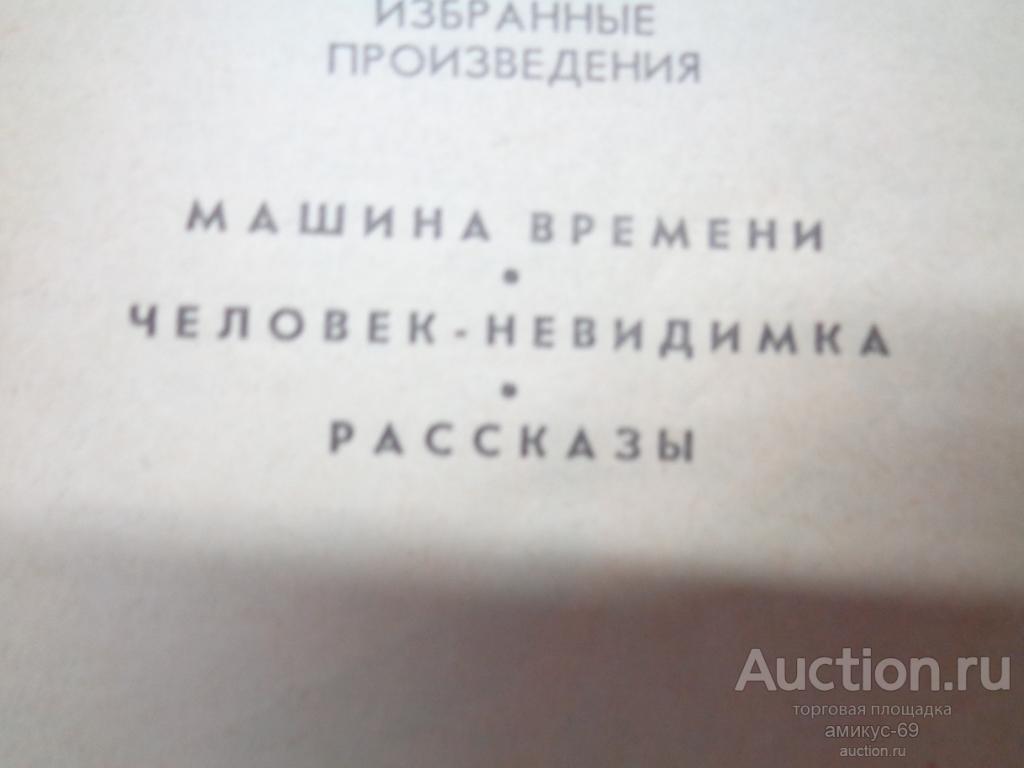 ИЗБРАННЫЕ
ПРОИЗВЕДЕНИЯ
МАШИНА ВРЕМЕНИ
•
ЧЕЛОВЕК-НЕВИДИМКА
•
РАССКАЗЫ
Auction.ru
торговая площадка
амикус-69
auction.ru